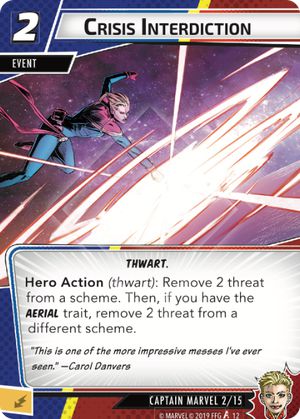 2
CRISIS INTERDICTION
EVENT
THWART.
Hero Action (thwart): Remove 2 threat
from a scheme. Then, if you have the
AERIAL trait, remove 2 threat from a
different scheme.
"This is one of the more impressive messes I've ever
seen." —Carol Danvers
CAPTAIN MARVEL 2/15
© MARVEL © 2019 FFG A 12